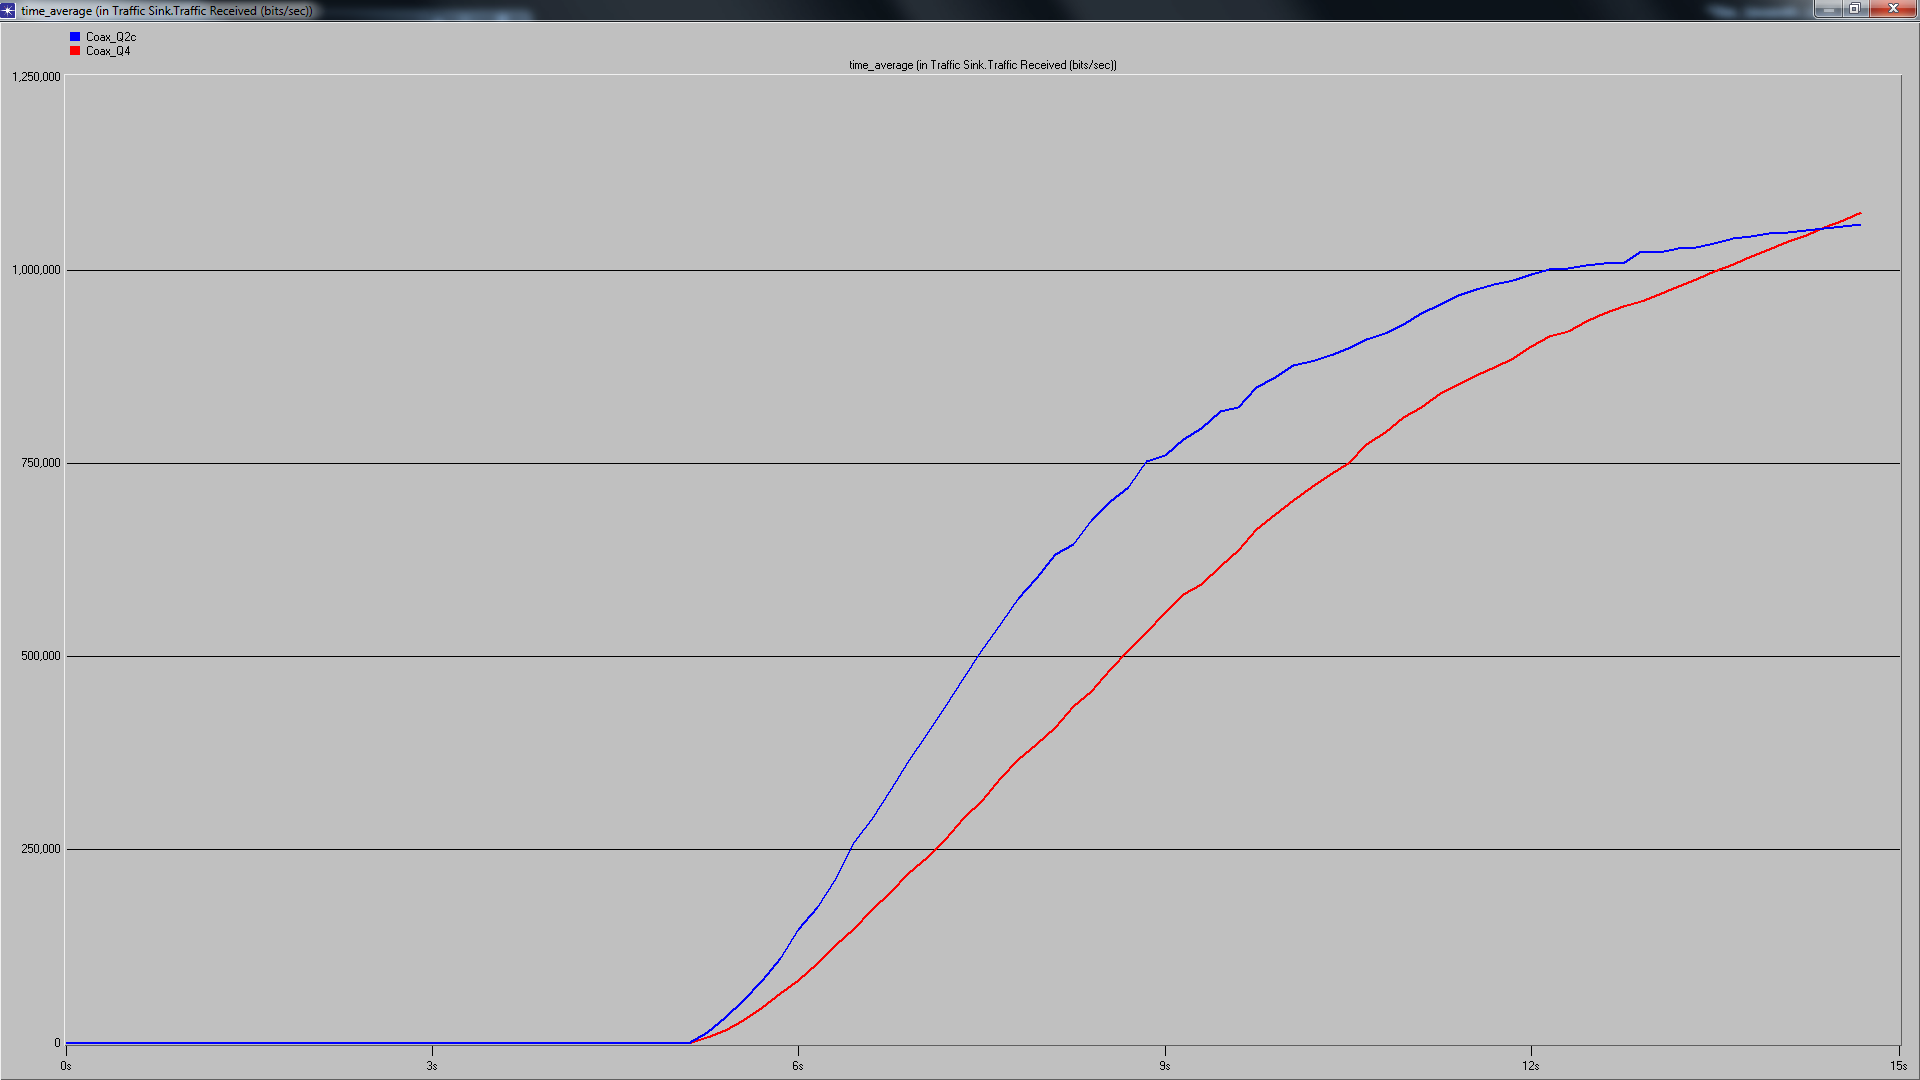 time_average (in Traffic Sink.Traffic Received (bits/sec))
Coax_Q2c
Coax_Q4
time_average (in Traffic Sink.Traffic Received (bits/sec))
1,250,000
1,000,000
750,000
500,000
250,000
0
0s 3s 6s 9s 12s 15s